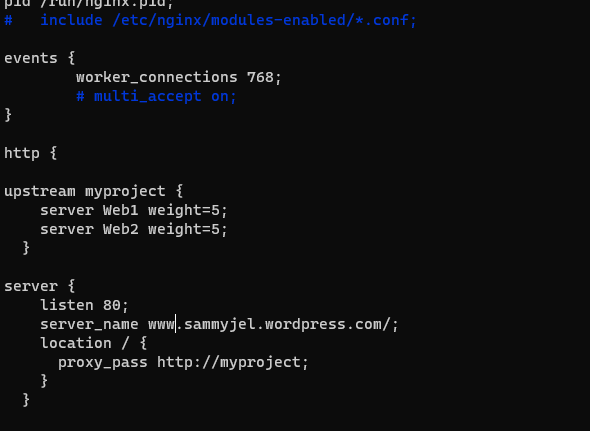 pid /run/nginx.pid;
#   include /etc/nginx/modules-enabled/*.conf;
events {
        worker_connections 768;
        # multi_accept on;
}
http {
upstream myproject {
    server Web1 weight=5;
    server Web2 weight=5;
  }
server {
    listen 80;
    server_name www.sammyjel.wordpress.com/;
    location / {
      proxy_pass http://myproject;
    }
  }